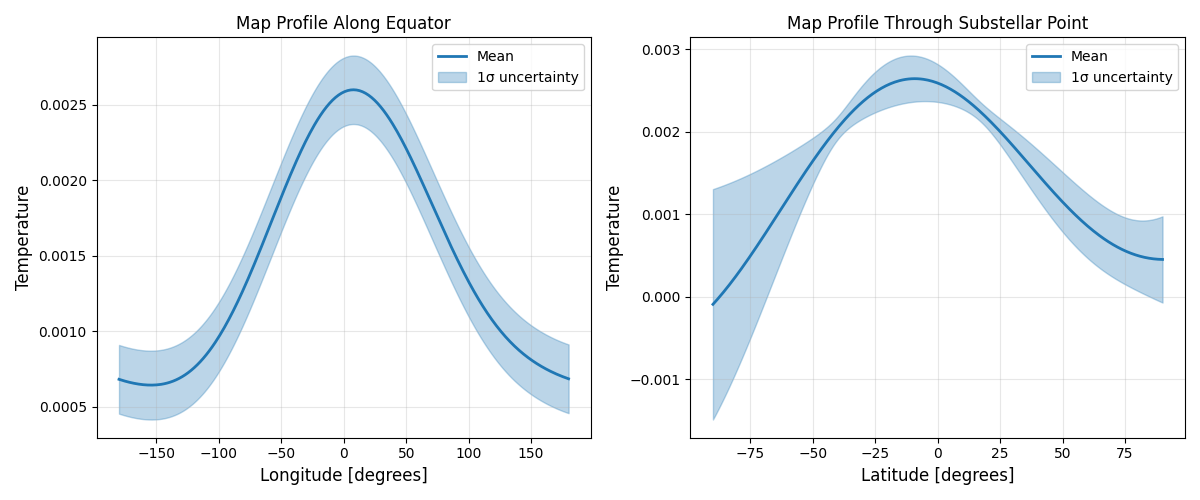 Map Profile Along Equator
Temperature
0.0025
0.0020
0.0015
0.0010
0.0005
Mean
1σ uncertainty
−150 −100 −50 0 50 100 150
Longitude [degrees]
Map Profile Through Substellar Point
Temperature
0.003
0.002
0.001
0.000
−0.001
Mean
1σ uncertainty
−75 −50 −25 0 25 50 75
Latitude [degrees]